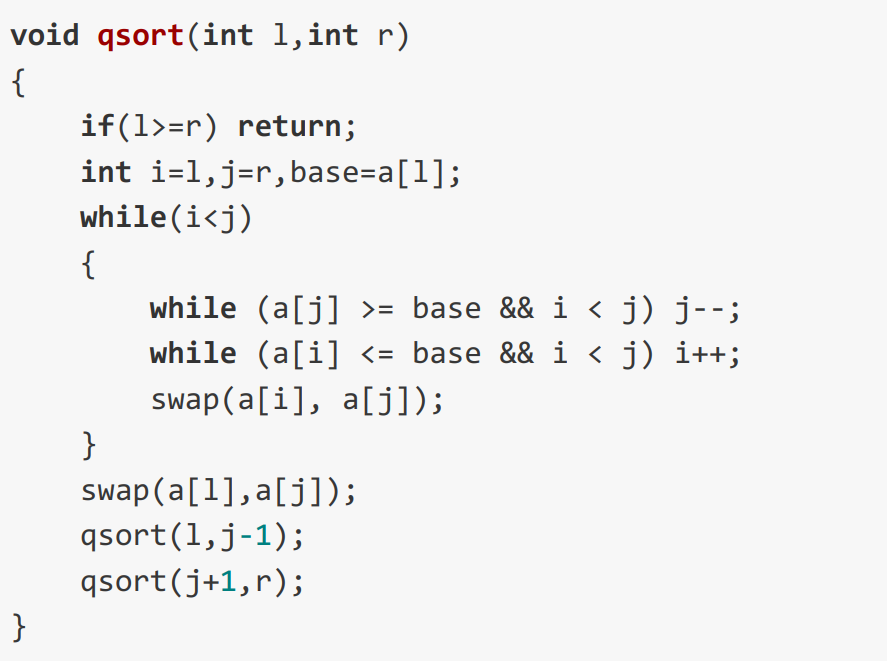 void qsort(int l,int r)
{
    if(l>=r) return;
    int i=l,j=r,base=a[l];
    while(i<j)
    {
        while (a[j] >= base && i < j) j--;
        while (a[i] <= base && i < j) i++;
        swap(a[i], a[j]);
    }
    swap(a[l],a[j]);
    qsort(l,j-1);
    qsort(j+1,r);
}